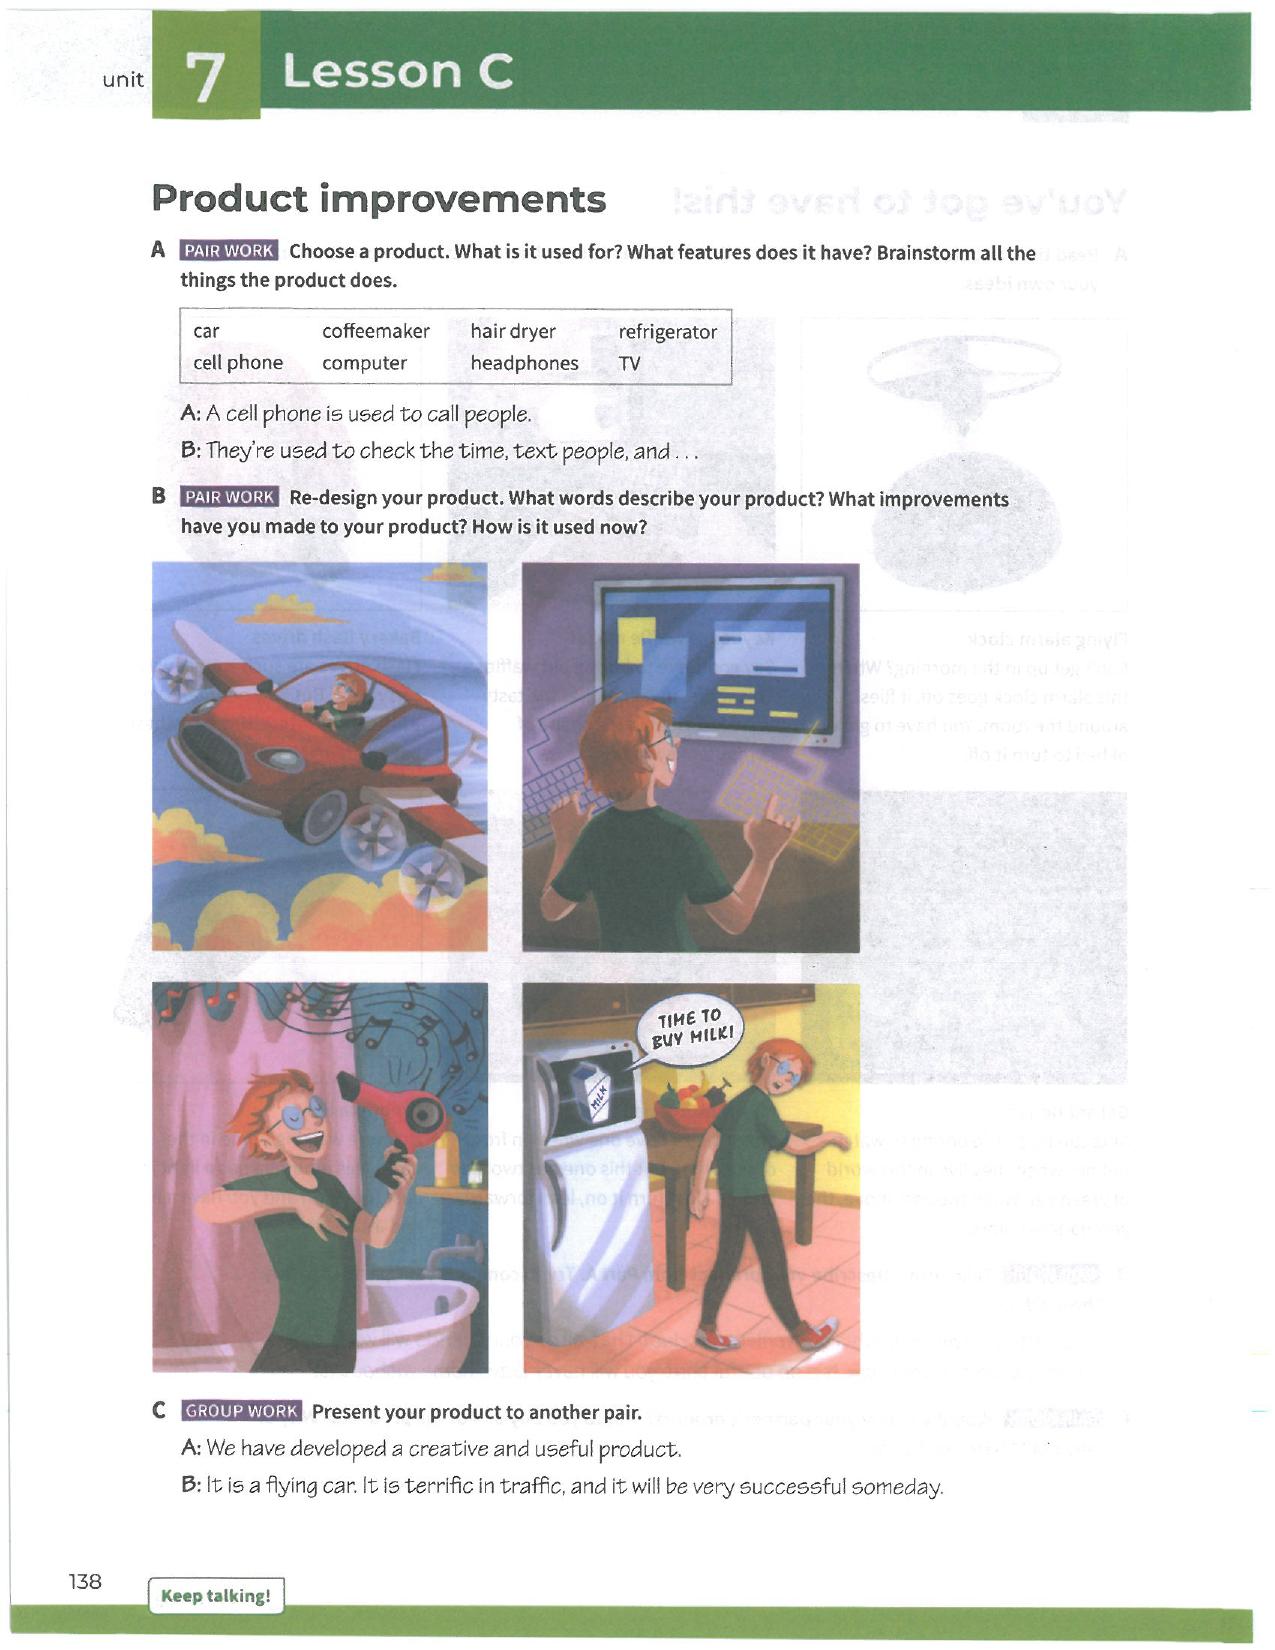 unit 7 Lesson C
Product improvements
A PAIR WORK Choose a product. What is it used for? What features does it have? Brainstorm all the
things the product does.
car coffeemaker hair dryer refrigerator
cell phone computer headphones TV
A: A cell phone is used to call people.
B: They're used to check the time, text people, and . . .
B PAIR WORK Re-design your product. What words describe your product? What improvements
have you made to your product? How is it used now?
TIME TO
BUY MILK!
MILK
C GROUP WORK Present your product to another pair.
A: We have developed a creative and useful product.
B: It is a flying car. It is terrific in traffic, and it will be very successful someday.
138 Keep talking!